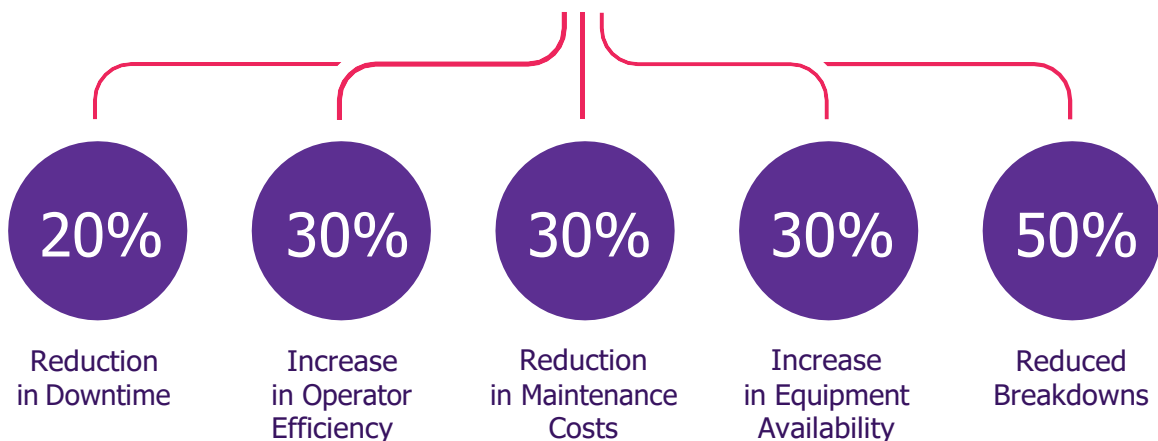 20%
Reduction
in Downtime
30%
Increase
in Operator
Efficiency
30%
Reduction
in Maintenance
Costs
30%
Increase
in Equipment
Availability
50%
Reduced
Breakdowns